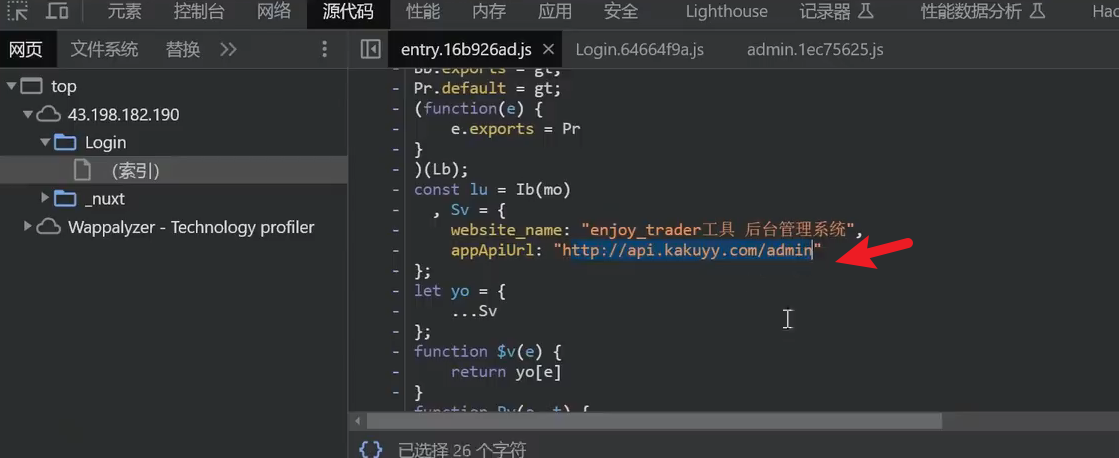 元素 控制台 网络 源代码 性能 内存 应用 安全 Lighthouse 记录器 性能数据分析 Hac
网页 文件系统 替换 >> entry.16b926ad.js × Login.64664f9a.js admin.1ec75625.js
top
43.198.182.190
Login
(索引)
_nuxt
Wappalyzer - Technology profiler
Bb.exports = gt;
Pr.default = gt;
(function(e) {
e.exports = Pr
}
)(Lb);
const lu = Ib(mo)
, Sv = {
website_name: "enjoy_trader工具 后台管理系统",
appApiUrl: "http://api.kakuyy.com/admin"
};
let yo = {
...Sv
};
function $v(e) {
return yo[e]
}
{} 已选择 26 个字符